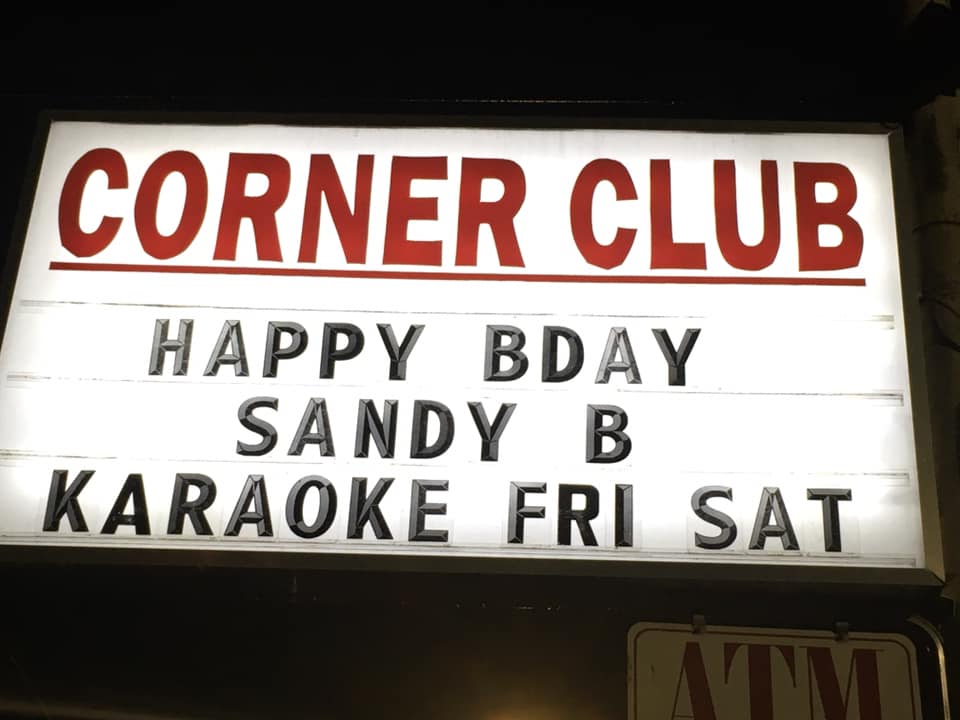 CORNER CLUB
HAPPY BDAY
SANDY B
KARAOKE FRI SAT
ATM